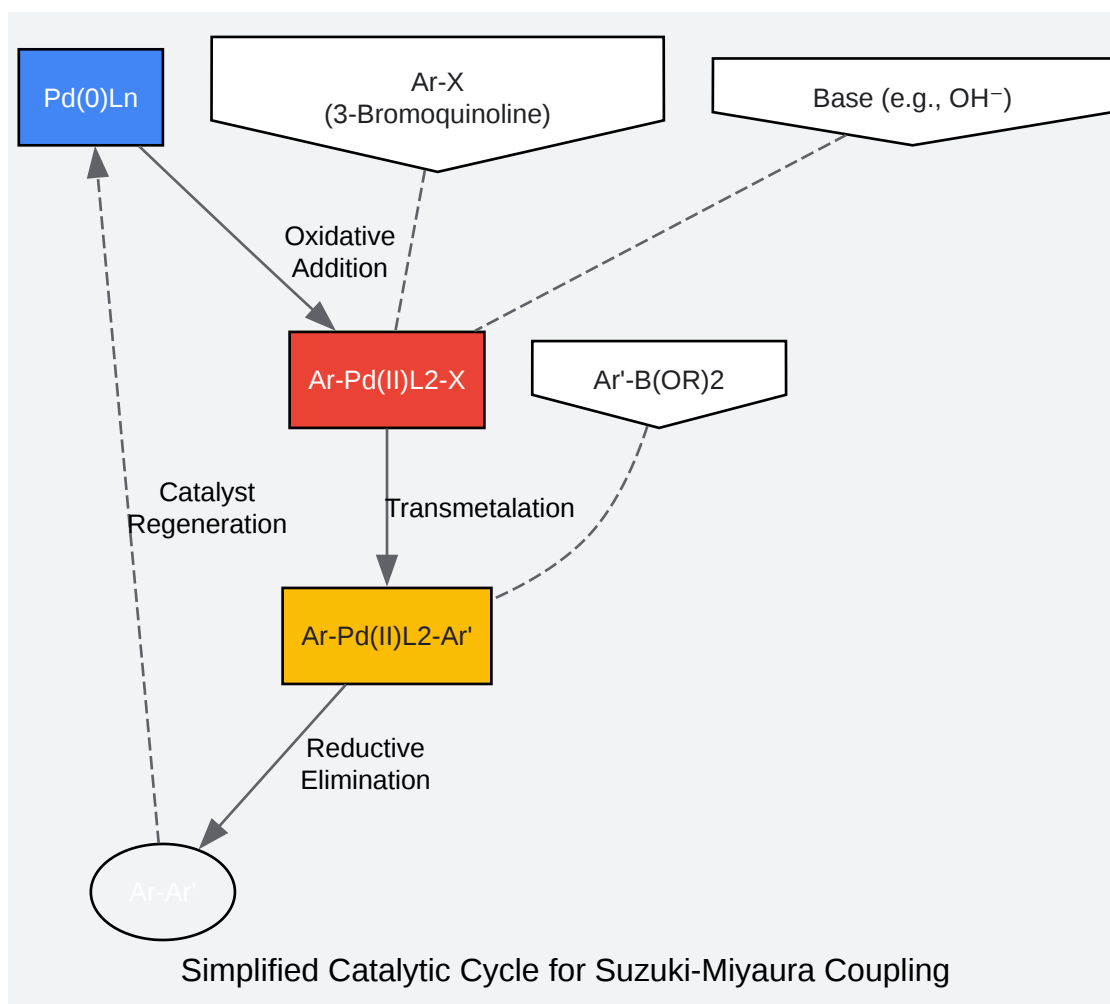 Pd(0)Ln
Ar-X
(3-Bromoquinoline)
Base (e.g., OH⁻)
Oxidative
Addition
Ar-Pd(II)L2-X
Ar'-B(OR)2
Catalyst
Regeneration
Transmetalation
Ar-Pd(II)L2-Ar'
Reductive
Elimination
Ar-Ar'
Simplified Catalytic Cycle for Suzuki-Miyaura Coupling